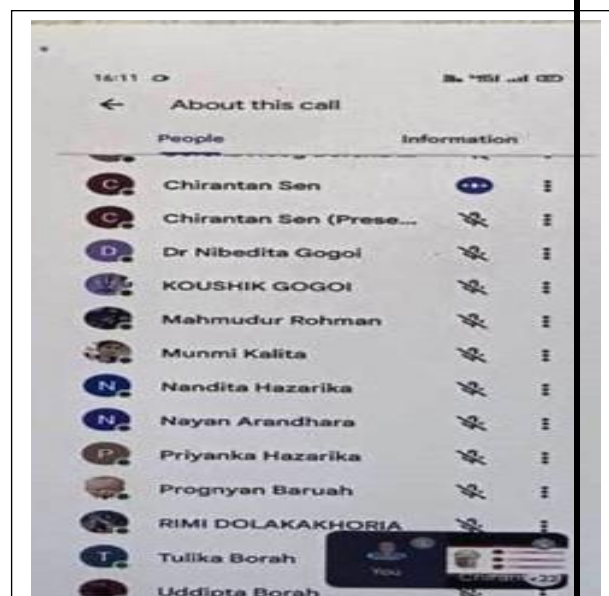 16:11
About this call
People Information
C Chirantan Sen
C Chirantan Sen (Prese...
D Dr Nibedita Gogoi
KOUSHIK GOGOI
Mahmudur Rohman
Munmi Kalita
N Nandita Hazarika
N Nayan Arandhara
P Priyanka Hazarika
Prognyan Baruah
RIMI DOLAKAKHORIA
T Tulika Borah
You
Uddipta Borah